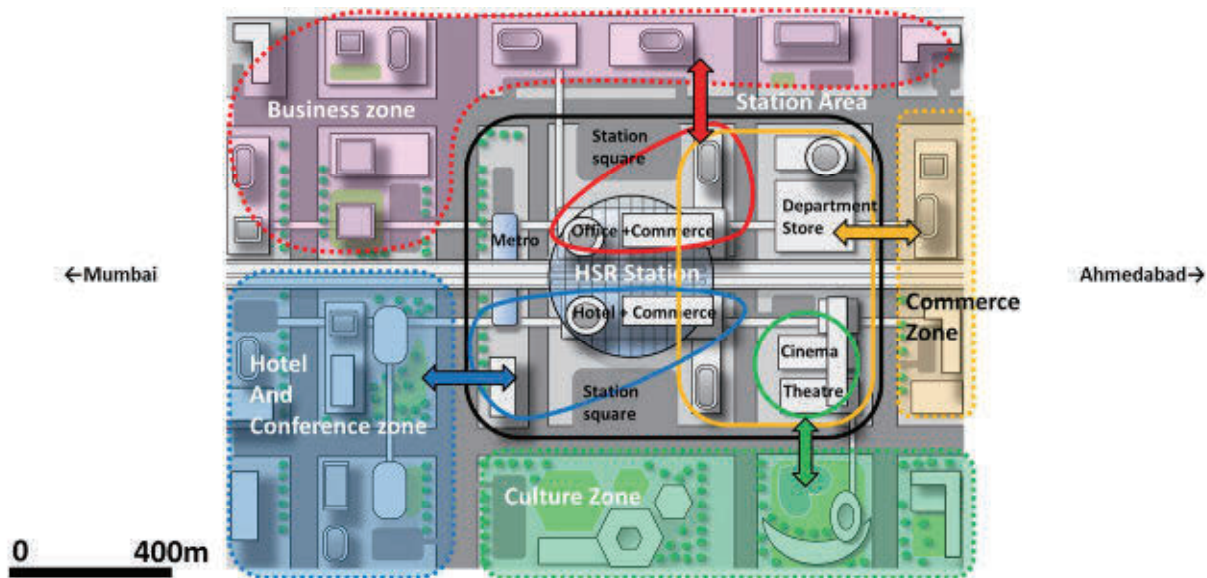 Business zone
Station Area
Station
square
Department
Store
Metro
Office +Commerce
HSR Station
←Mumbai
Ahmedabad→
Commerce
Zone
Hotel + Commerce
Hotel
And
Conference zone
Cinema
Theatre
Station
square
Culture Zone
0 400m